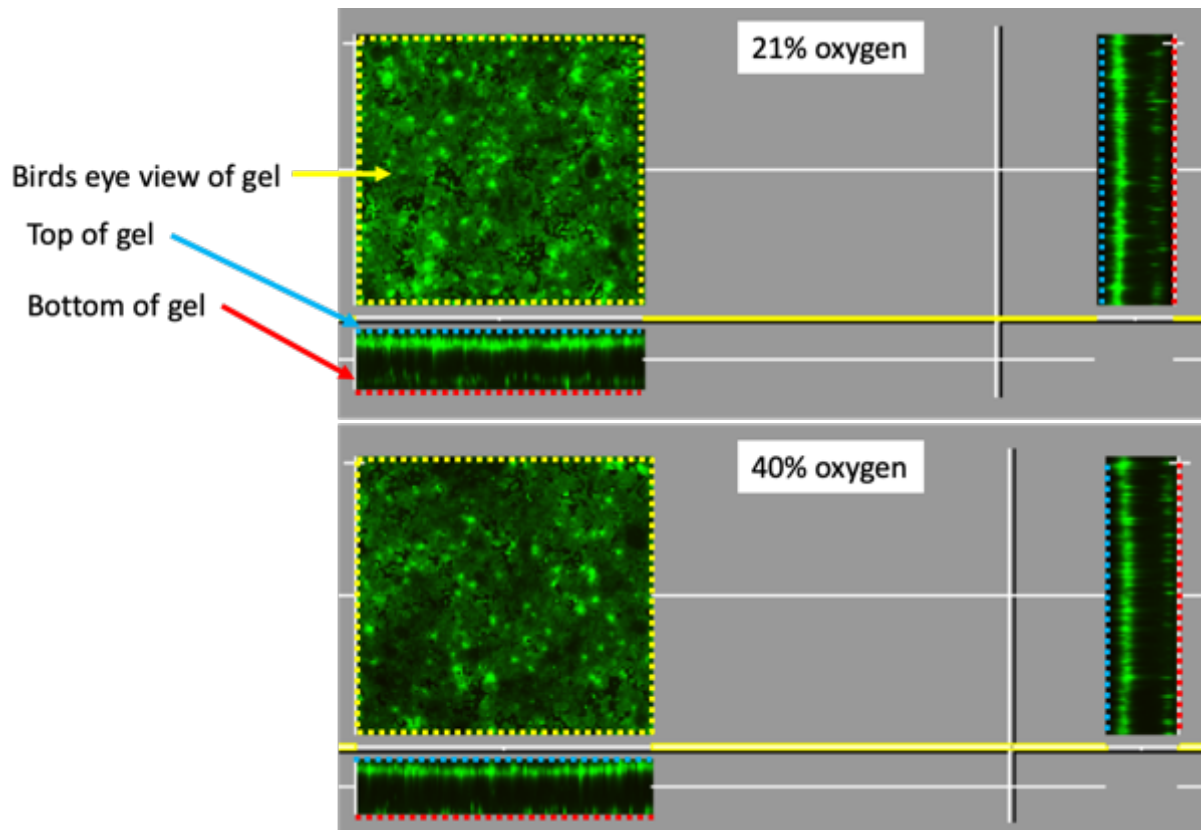 21% oxygen
Birds eye view of gel
Top of gel
Bottom of gel
40% oxygen